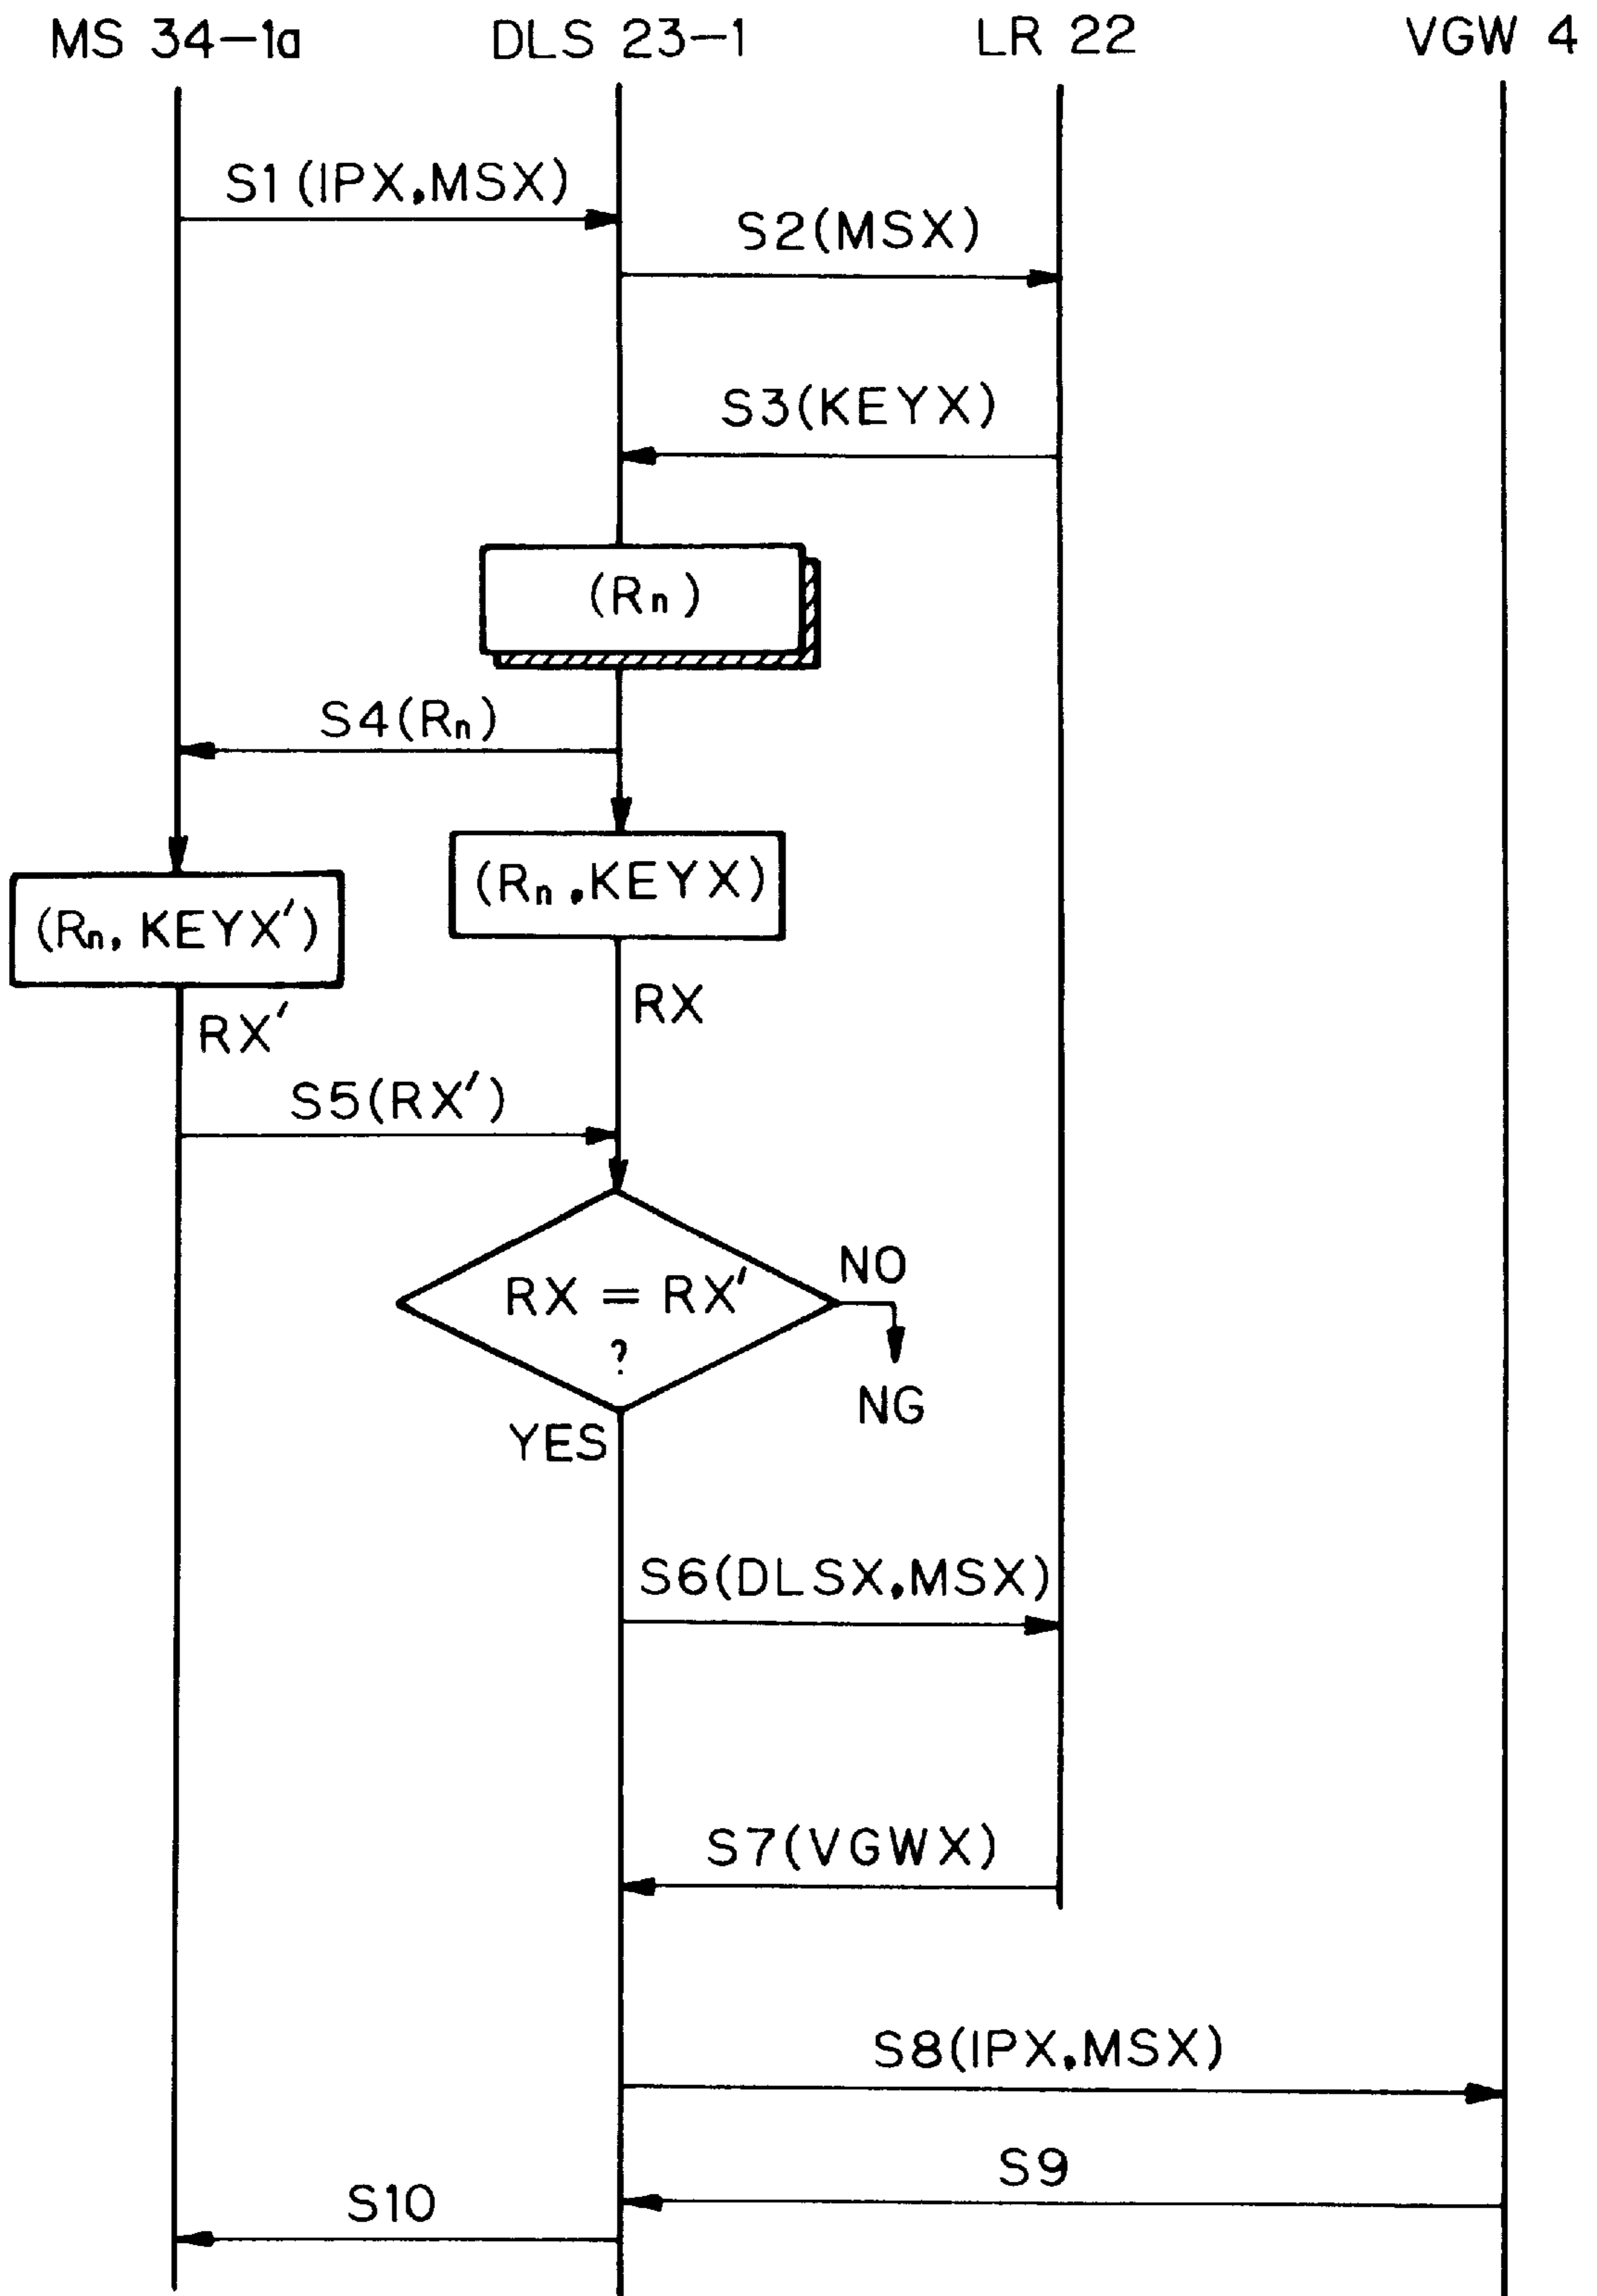 MS 34-1a DLS 23-1 LR 22 VGW 4
S1(IPX,MSX)
S2(MSX)
S3(KEYX)
(Rn)
S4(Rn)
(Rn,KEYX)
(Rn,KEYX')
RX
RX'
S5(RX')
NO
RX = RX'
?
NG
YES
S6(DLSX,MSX)
S7(VGWX)
S8(IPX,MSX)
S9
S10